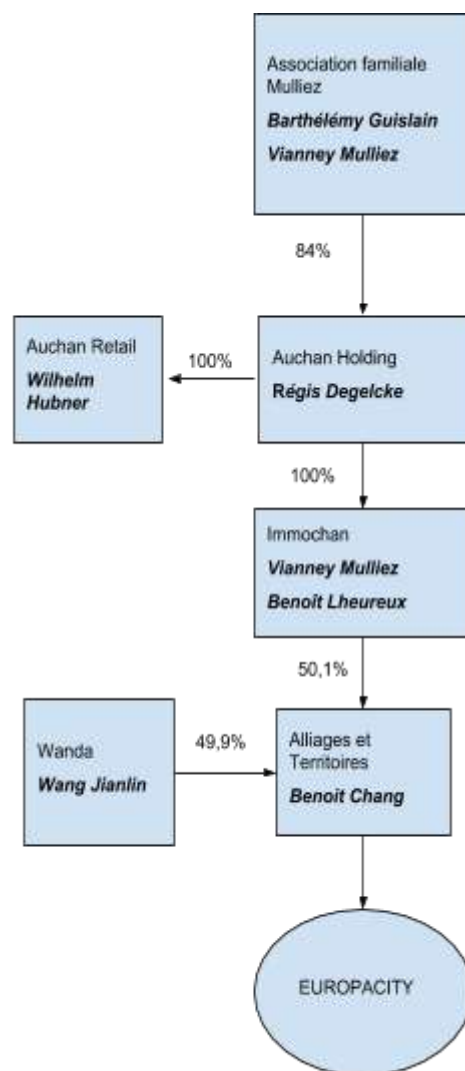 Association familiale
Mulliez
Barthélémy Guislain
Vianney Mulliez
84%
Auchan Retail
Wilhelm
Hubner
100%
Auchan Holding
Régis Degelcke
100%
Immochan
Vianney Mulliez
Benoît Lheureux
50,1%
Wanda
Wang Jianlin
49,9%
Alliages et
Territoires
Benoit Chang
EUROPACITY